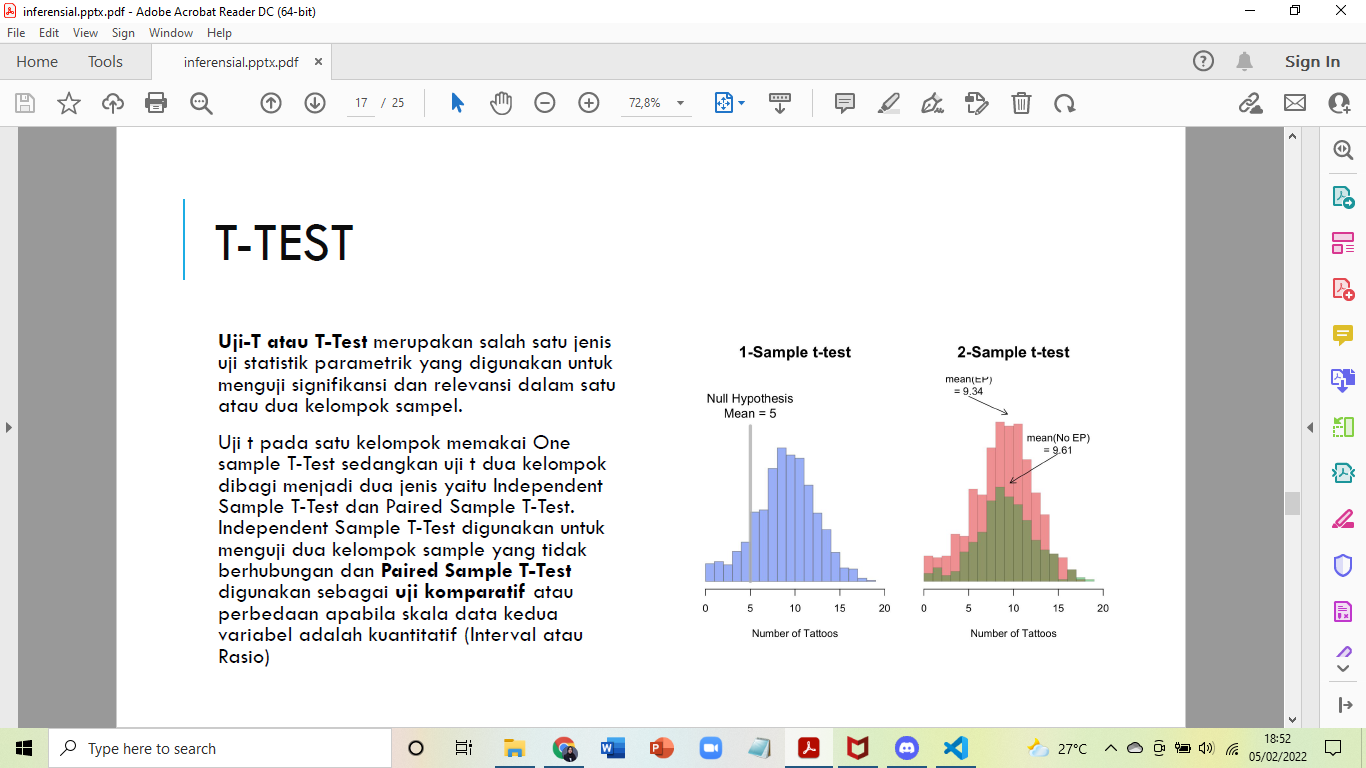 inferensial.pptx.pdf - Adobe Acrobat Reader DC (64-bit)
File Edit View Sign Window Help
Home Tools inferensial.pptx.pdf × Sign In
17 / 25 72,8%
T-TEST
Uji-T atau T-Test merupakan salah satu jenis
uji statistik parametrik yang digunakan untuk
menguji signifikansi dan relevansi dalam satu
atau dua kelompok sampel.
Uji t pada satu kelompok memakai One
sample T-Test sedangkan uji t dua kelompok
dibagi menjadi dua jenis yaitu Independent
Sample T-Test dan Paired Sample T-Test.
Independent Sample T-Test digunakan untuk
menguji dua kelompok sample yang tidak
berhubungan dan Paired Sample T-Test
digunakan sebagai uji komparatif atau
perbedaan apabila skala data kedua
variabel adalah kuantitatif (Interval atau
Rasio)
1-Sample t-test
Null Hypothesis
Mean = 5
0 5 10 15 20
Number of Tattoos
2-Sample t-test
mean(EP)
= 9.34
mean(No EP)
= 9.61
0 5 10 15 20
Number of Tattoos
Type here to search
27°C
18:52
05/02/2022